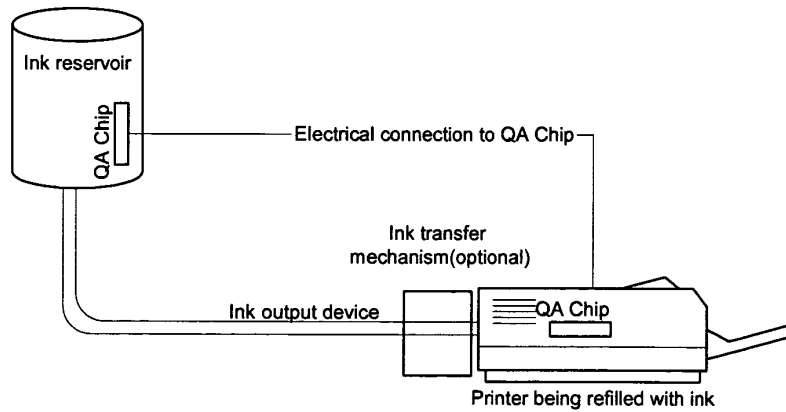 Ink reservoir
QA Chip
Electrical connection to QA Chip
Ink transfer
mechanism(optional)
Ink output device
QA Chip
Printer being refilled with ink